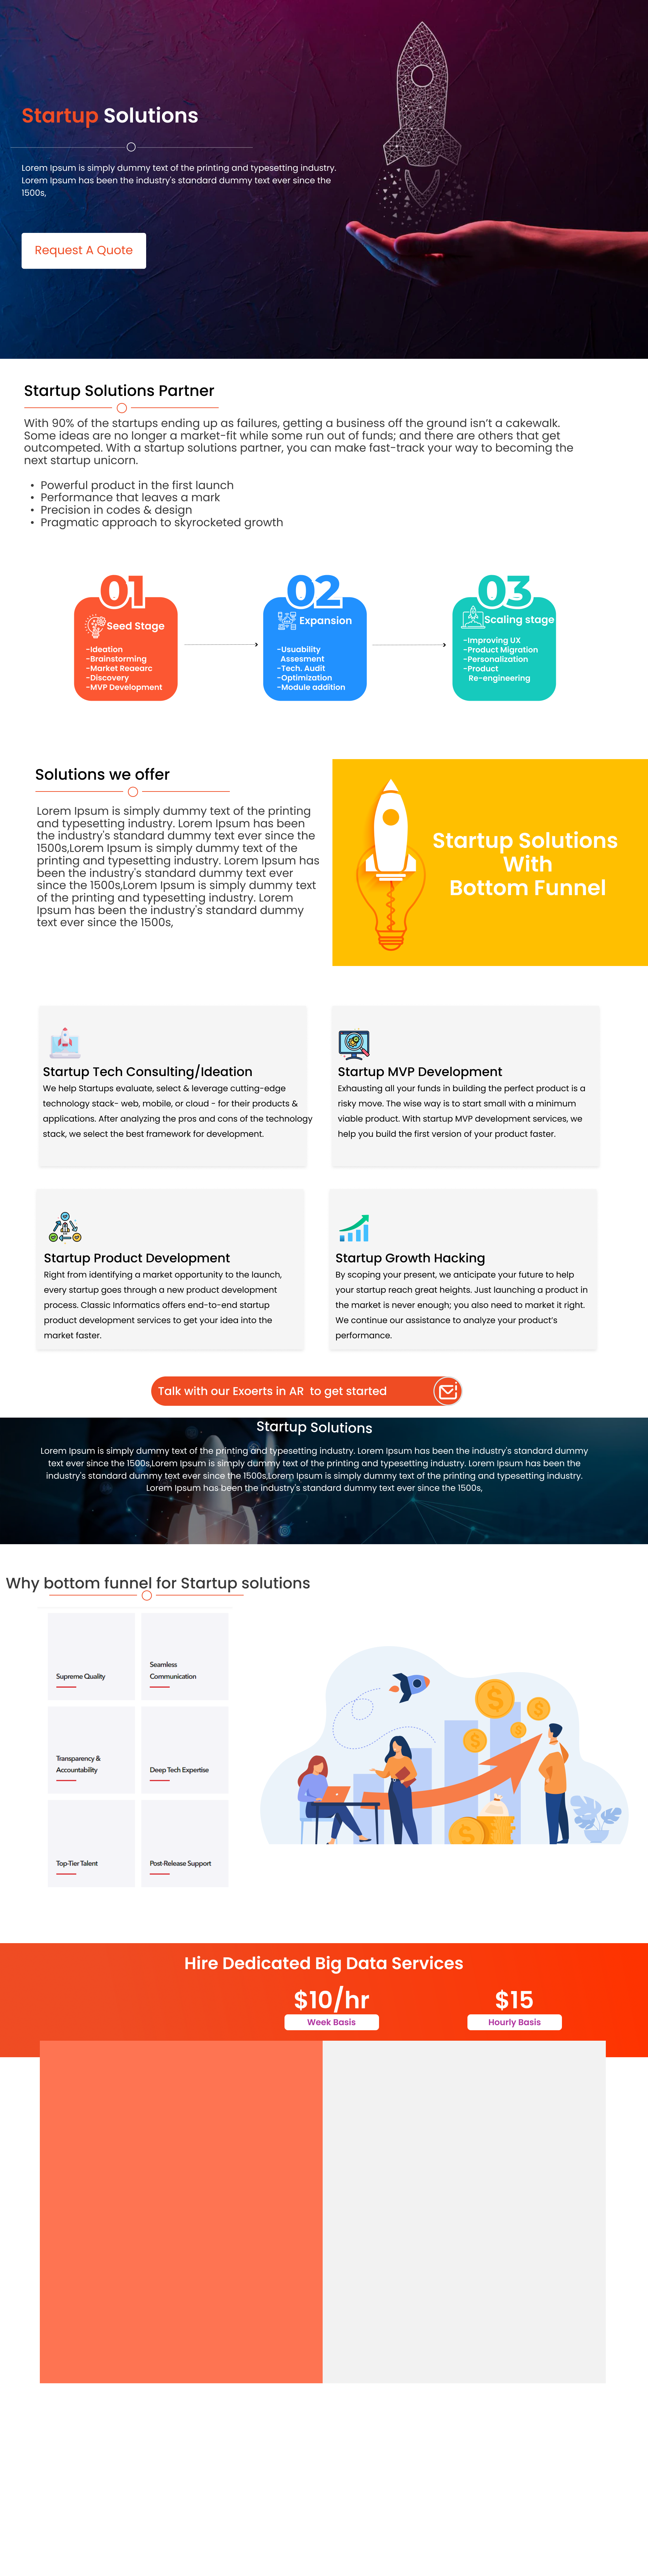 Startup Solutions
Lorem Ipsum is simply dummy text of the printing and typesetting industry.
Lorem Ipsum has been the industry's standard dummy text ever since the
1500s,
Request A Quote
Startup Solutions Partner
With 90% of the startups ending up as failures, getting a business off the ground isn't a cakewalk.
Some ideas are no longer a market-fit while some run out of funds; and there are others that get
outcompeted. With a startup solutions partner, you can make fast-track your way to becoming the
next startup unicorn.
• Powerful product in the first launch
• Performance that leaves a mark
• Precision in codes & design
• Pragmatic approach to skyrocketed growth
01
Seed Stage
-Ideation
-Brainstorming
-Market Reaearc
-Discovery
-MVP Development
02
Expansion
-Usuability
Assesment
-Tech. Audit
-Optimization
-Module addition
03
Scaling stage
-Improving UX
-Product Migration
-Personalization
-Product
Re-engineering
Solutions we offer
Lorem Ipsum is simply dummy text of the printing
and typesetting industry. Lorem Ipsum has been
the industry's standard dummy text ever since the
1500s,Lorem Ipsum is simply dummy text of the
printing and typesetting industry. Lorem Ipsum has
been the industry's standard dummy text ever
since the 1500s,Lorem Ipsum is simply dummy text
of the printing and typesetting industry. Lorem
Ipsum has been the industry's standard dummy
text ever since the 1500s,
Startup Solutions
With
Bottom Funnel
Startup Tech Consulting/Ideation
We help Startups evaluate, select & leverage cutting-edge
technology stack- web, mobile, or cloud - for their products &
applications. After analyzing the pros and cons of the technology
stack, we select the best framework for development.
Startup MVP Development
Exhausting all your funds in building the perfect product is a
risky move. The wise way is to start small with a minimum
viable product. With startup MVP development services, we
help you build the first version of your product faster.
Startup Product Development
Right from identifying a market opportunity to the launch,
every startup goes through a new product development
process. Classic Informatics offers end-to-end startup
product development services to get your idea into the
market faster.
Startup Growth Hacking
By scoping your present, we anticipate your future to help
your startup reach great heights. Just launching a product in
the market is never enough; you also need to market it right.
We continue our assistance to analyze your product's
performance.
Talk with our Exoerts in AR to get started
Startup Solutions
Lorem Ipsum is simply dummy text of the printing and typesetting industry. Lorem Ipsum has been the industry's standard dummy
text ever since the 1500s,Lorem Ipsum is simply dummy text of the printing and typesetting industry. Lorem Ipsum has been the
industry's standard dummy text ever since the 1500s,Lorem Ipsum is simply dummy text of the printing and typesetting industry.
Lorem Ipsum has been the industry's standard dummy text ever since the 1500s,
Why bottom funnel for Startup solutions
Supreme Quality
Seamless
Communication
Transparency &
Accountability
Deep Tech Expertise
Top-Tier Talent
Post-Release Support
Hire Dedicated Big Data Services
$10/hr
Week Basis
$15
Hourly Basis